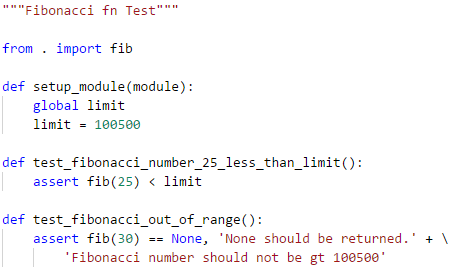 """Fibonacci fn Test"""
from . import fib
def setup_module(module):
    global limit
    limit = 100500
def test_fibonacci_number_25_less_than_limit():
    assert fib(25) < limit
def test_fibonacci_out_of_range():
    assert fib(30) == None, 'None should be returned.' + \
        'Fibonacci number should not be gt 100500'